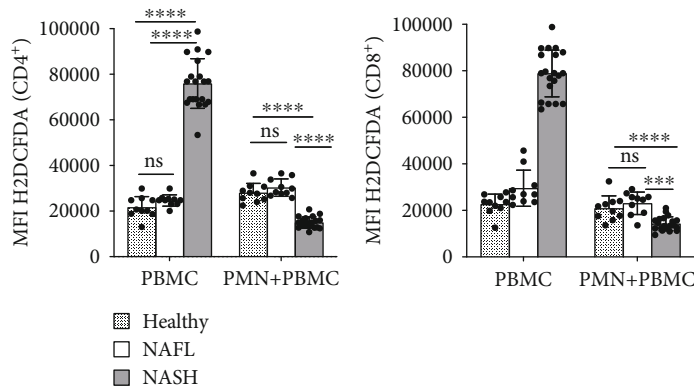 MFI H2DCFDA (CD4⁺)
100000
80000
60000
40000
20000
0
****
****
ns
****
ns
****
PBMC
PMN+PBMC
MFI H2DCFDA (CD8⁺)
100000
80000
60000
40000
20000
0
****
ns
***
PBMC
PMN+PBMC
Healthy
NAFL
NASH